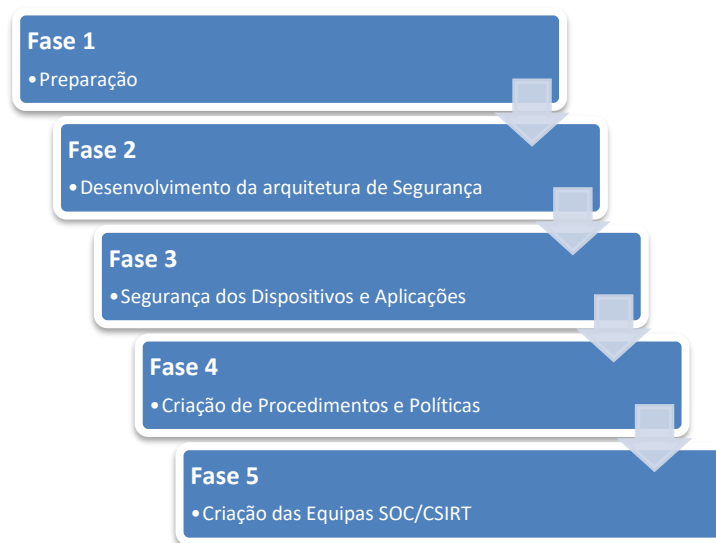 Fase 1
•Preparação
Fase 2
•Desenvolvimento da arquitetura de Segurança
Fase 3
•Segurança dos Dispositivos e Aplicações
Fase 4
•Criação de Procedimentos e Políticas
Fase 5
•Criação das Equipas SOC/CSIRT